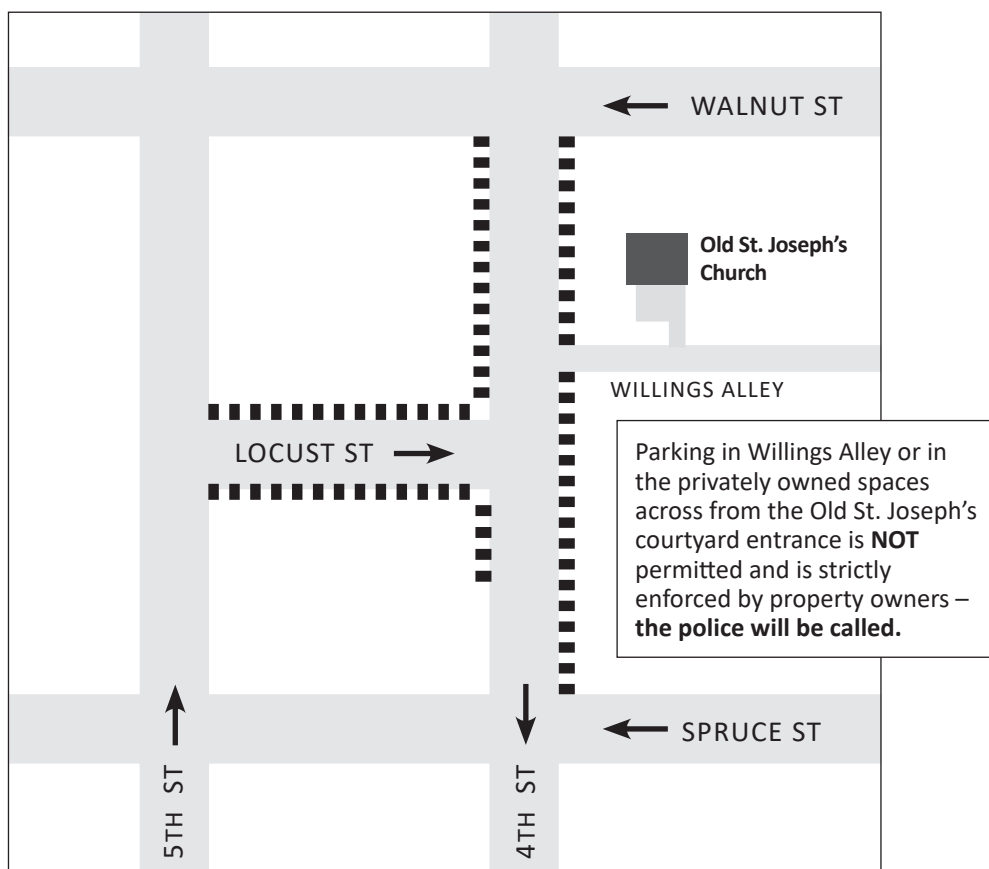 WALNUT ST
Old St. Joseph’s
Church
WILLINGS ALLEY
LOCUST ST
Parking in Willings Alley or in
the privately owned spaces
across from the Old St. Joseph’s
courtyard entrance is NOT
permitted and is strictly
enforced by property owners –
the police will be called.
SPRUCE ST
5TH ST
4TH ST